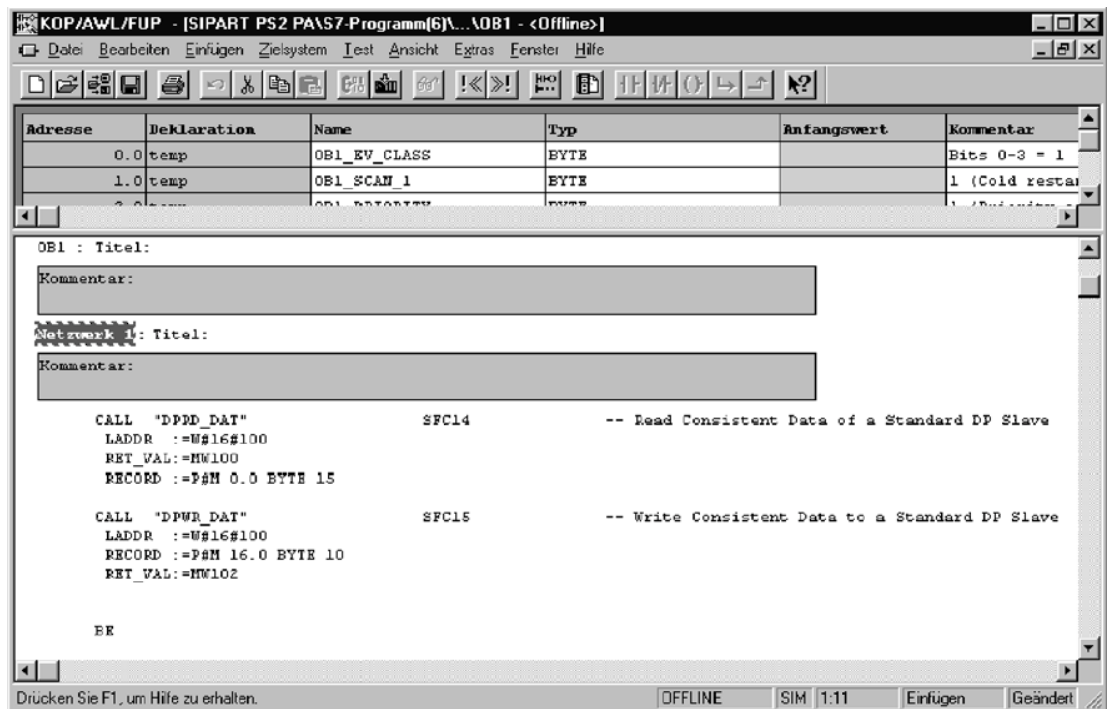 KOP/AWL/FUP - [SIPART PS2 PA\S7-Programm(6)\...\OB1 - <Offline>]
Datei Bearbeiten Einfügen Zielsystem Test Ansicht Extras Fenster Hilfe
Adresse Deklaration Name Typ Anfangswert Kommentar
0.0 temp OB1_EV_CLASS BYTE Bits 0-3 = 1
1.0 temp OB1_SCAN_1 BYTE 1 (Cold restar
OB1 : Titel:
Kommentar:
Netzwerk 1: Titel:
Kommentar:
CALL "DPRD_DAT" SFC14 -- Read Consistent Data of a Standard DP Slave
LADDR :=W#16#100
RET_VAL:=MW100
RECORD :=P#M 0.0 BYTE 15
CALL "DPWR_DAT" SFC15 -- Write Consistent Data to a Standard DP Slave
LADDR :=W#16#100
RECORD :=P#M 16.0 BYTE 10
RET_VAL:=MW102
BE
Drücken Sie F1, um Hilfe zu erhalten. OFFLINE SIM 1:11 Einfügen Geändert